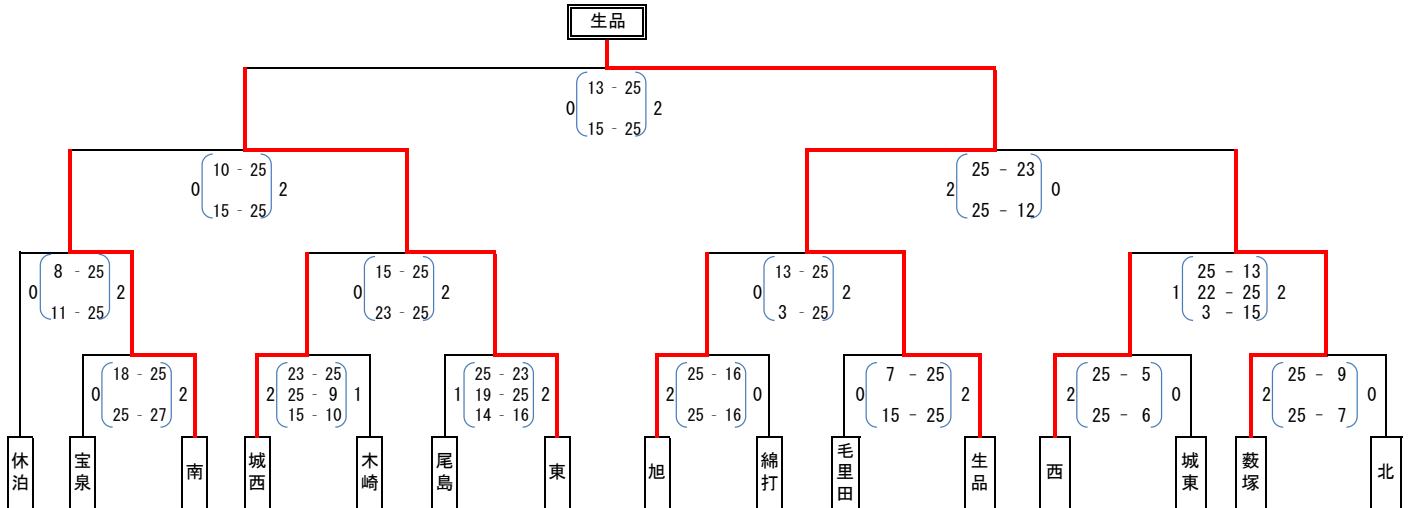 生品
13 - 25
0 2
15 - 25
10 - 25
0 2
15 - 25
25 - 23
2 0
25 - 12
8 - 25
0 2
11 - 25
15 - 25
0 2
23 - 25
13 - 25
0 2
3 - 25
25 - 13
1 22 - 25 2
3 - 15
18 - 25
0 2
25 - 27
23 - 25
2 25 - 9 1
15 - 10
25 - 23
1 19 - 25 2
14 - 16
25 - 16
2 0
25 - 16
7 - 25
0 2
15 - 25
25 - 5
2 0
25 - 6
25 - 9
2 0
25 - 7
休泊
宝泉
南
城西
木崎
尾島
東
旭
綿打
毛里田
生品
西
城東
薮塚
北